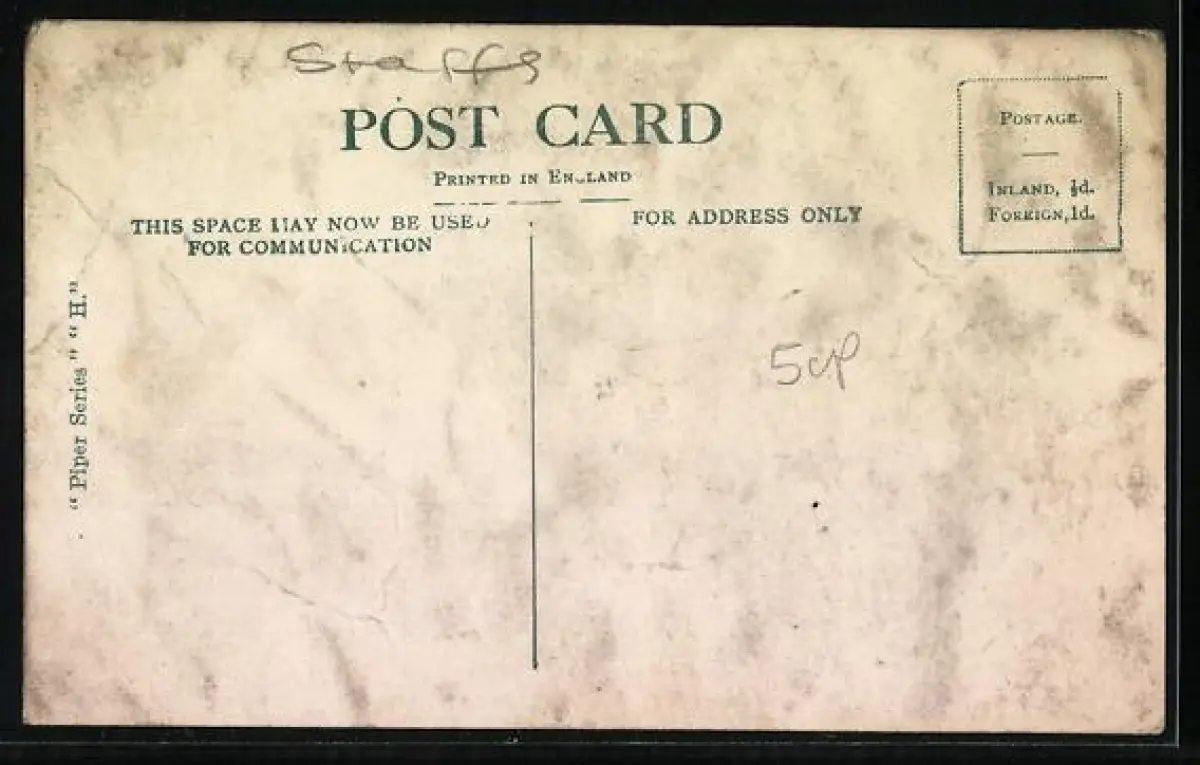 Staffs
POST CARD
PRINTED IN ENGLAND
THIS SPACE MAY NOW BE USED
FOR COMMUNICATION
FOR ADDRESS ONLY
POSTAGE.
INLAND, ½d.
FOREIGN, 1d.
"Piper Series" "H."